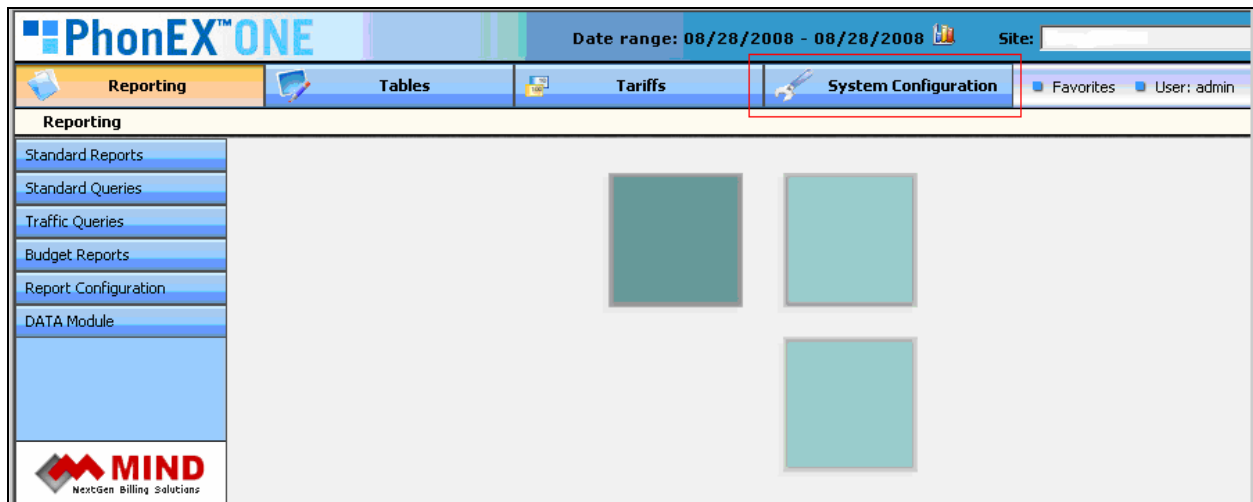 PhonEX™ONE
Date range: 08/28/2008 - 08/28/2008 Site:
Reporting Tables Tariffs System Configuration Favorites User: admin
Reporting
Standard Reports
Standard Queries
Traffic Queries
Budget Reports
Report Configuration
DATA Module
MIND
NextGen Billing Solutions